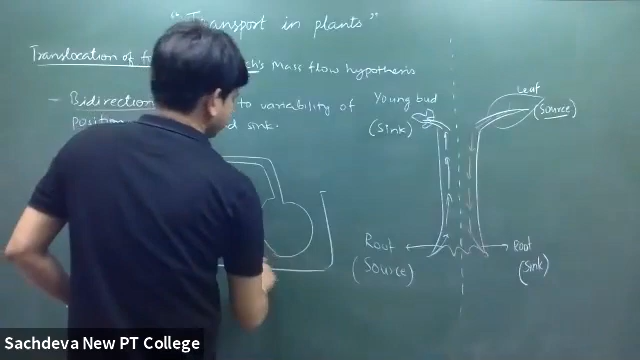 "Transport in plants"
Translocation of Mass flow hypothesis
- Bidirection to variability of
position sink.
Young bud
(Sink)
Leaf
(Source)
Root
(Source)
Root
(Sink)
Sachdeva New PT College